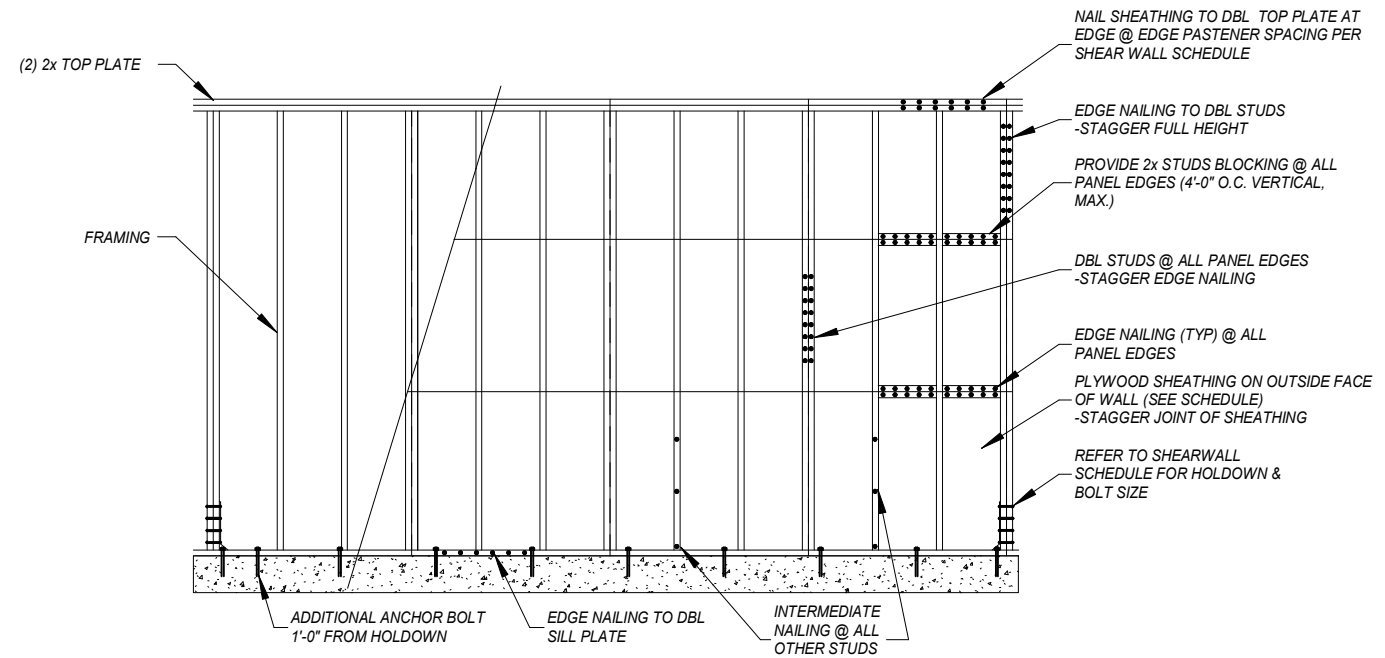 NAIL SHEATHING TO DBL TOP PLATE AT
EDGE @ EDGE PASTENER SPACING PER
SHEAR WALL SCHEDULE
(2) 2x TOP PLATE
EDGE NAILING TO DBL STUDS
-STAGGER FULL HEIGHT
PROVIDE 2x STUDS BLOCKING @ ALL
PANEL EDGES (4'-0" O.C. VERTICAL,
MAX.)
FRAMING
DBL STUDS @ ALL PANEL EDGES
-STAGGER EDGE NAILING
EDGE NAILING (TYP) @ ALL
PANEL EDGES
PLYWOOD SHEATHING ON OUTSIDE FACE
OF WALL (SEE SCHEDULE)
-STAGGER JOINT OF SHEATHING
REFER TO SHEARWALL
SCHEDULE FOR HOLDOWN &
BOLT SIZE
ADDITIONAL ANCHOR BOLT
1'-0" FROM HOLDOWN
EDGE NAILING TO DBL
SILL PLATE
INTERMEDIATE
NAILING @ ALL
OTHER STUDS